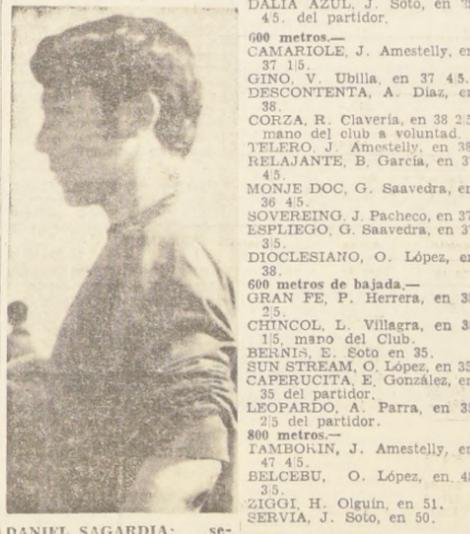 DALIA AZUL, J. Soto, en
4|5. del partidor.
600 metros.—
CAMARIOLE, J. Amestelly, en
37 1|5.
GINO, V. Ubilla, en 37 4|5.
DESCONTENTA, A. Díaz, en
38.
CORZA, R. Clavería, en 38 2|5
mano del club a voluntad.
TELERO, J. Amestelly, en 38
RELAJANTE, B. García, en 37
4|5.
MONJE DOC, G. Saavedra, en
36 4|5.
SOVEREING. J. Pacheco, en 37
ESPLIEGO, G. Saavedra, en 37
3|5.
DIOCLESIANO, O. López, en
38.
600 metros de bajada.—
GRAN FE, P. Herrera, en
2|5.
CHINCOL, L. Villagra, en
1|5, mano del Club.
BERNIS, E. Soto en 35.
SUN STREAM, O. López, en 35
CAPERUCITA, E. González, en
35 del partidor.
LEOPARDO, A. Parra, en
2|5 del partidor.
800 metros.—
TAMBORIN, J. Amestelly, en
47 4|5.
BELCEBU, O. López, en 48
3|5.
ZIGGI, H. Olguín, en 51.
SERVIA, J. Soto, en 50.
DANIEL SAGARDIA: se-